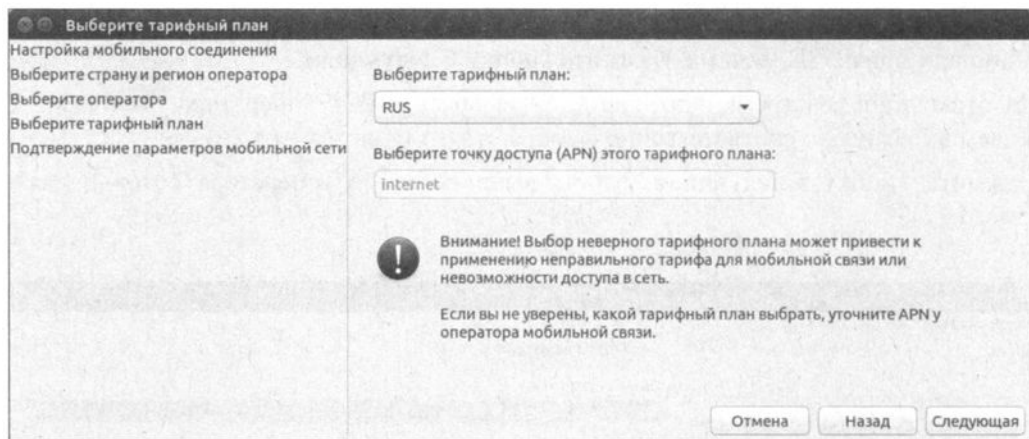 Выберите тарифный план
Настройка мобильного соединения
Выберите страну и регион оператора
Выберите оператора
Выберите тарифный план
Подтверждение параметров мобильной сети
Выберите тарифный план:
RUS
Выберите точку доступа (APN) этого тарифного плана:
internet
Внимание! Выбор неверного тарифного плана может привести к
применению неправильного тарифа для мобильной связи или
невозможности доступа в сеть.
Если вы не уверены, какой тарифный план выбрать, уточните APN у
оператора мобильной связи.
Отмена
Назад
Следующая